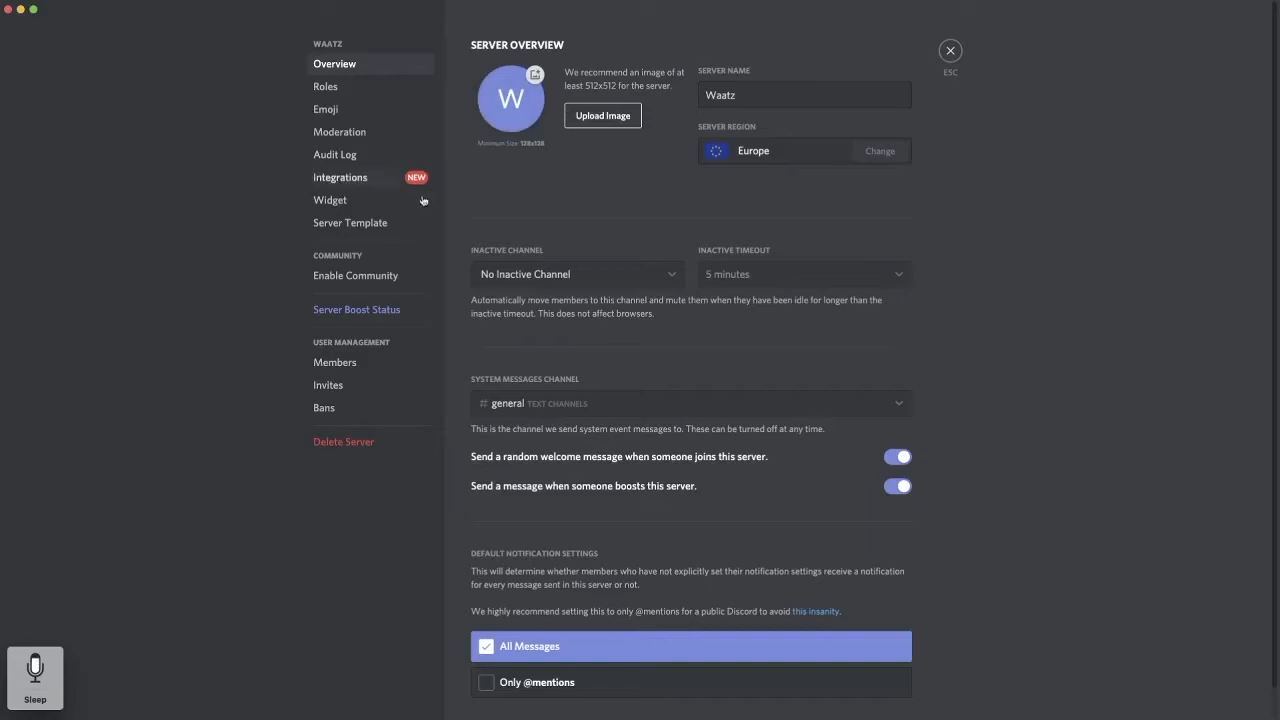 WAATZ
Overview
Roles
Emoji
Moderation
Audit Log
Integrations NEW
Widget
Server Template
COMMUNITY
Enable Community
Server Boost Status
USER MANAGEMENT
Members
Invites
Bans
Delete Server
SERVER OVERVIEW
W
Minimum Size: 128x128
We recommend an image of at
least 512x512 for the server.
Upload Image
SERVER NAME
Waatz
SERVER REGION
Europe
Change
ESC
INACTIVE CHANNEL
No Inactive Channel
INACTIVE TIMEOUT
5 minutes
Automatically move members to this channel and mute them when they have been idle for longer than the
inactive timeout. This does not affect browsers.
SYSTEM MESSAGES CHANNEL
# general TEXT CHANNELS
This is the channel we send system event messages to. These can be turned off at any time.
Send a random welcome message when someone joins this server.
Send a message when someone boosts this server.
DEFAULT NOTIFICATION SETTINGS
This will determine whether members who have not explicitly set their notification settings receive a notification
for every message sent in this server or not.
We highly recommend setting this to only @mentions for a public Discord to avoid this insanity.
All Messages
Only @mentions
Sleep